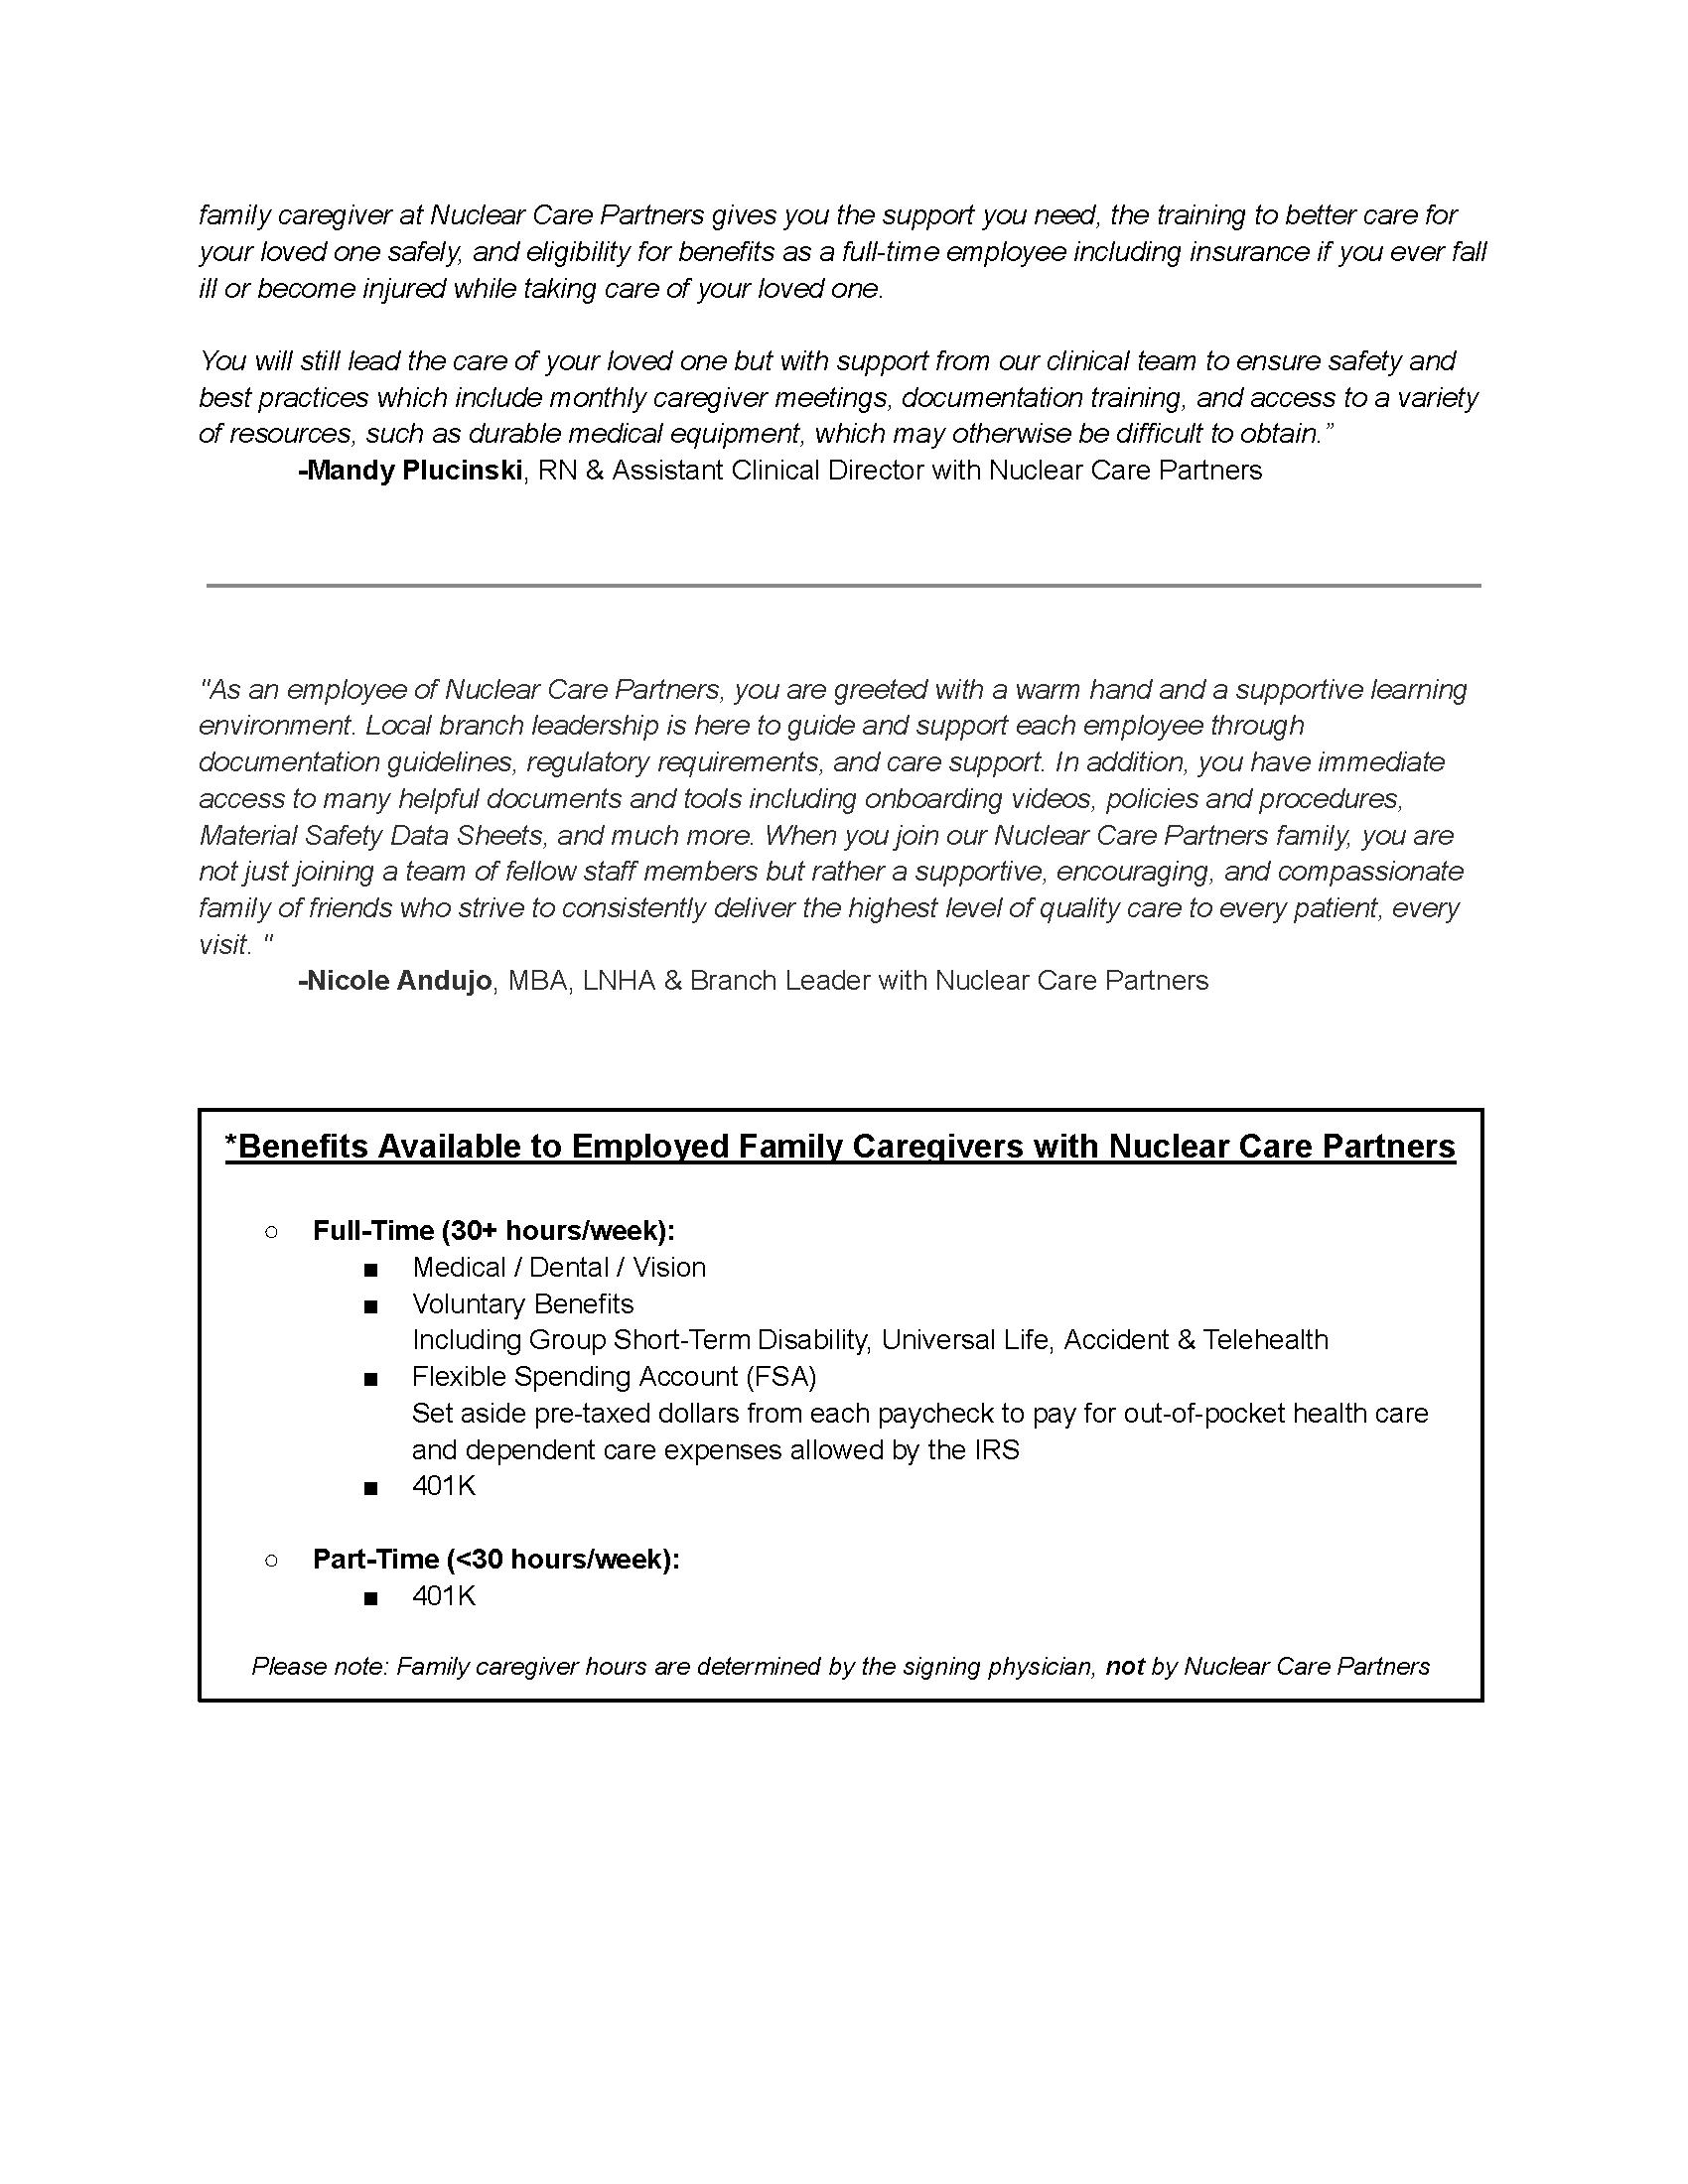 family caregiver at Nuclear Care Partners gives you the support you need, the training to better care for
your loved one safely, and eligibility for benefits as a full-time employee including insurance if you ever fall
ill or become injured while taking care of your loved one.
You will still lead the care of your loved one but with support from our clinical team to ensure safety and
best practices which include monthly caregiver meetings, documentation training, and access to a variety
of resources, such as durable medical equipment, which may otherwise be difficult to obtain.”
-Mandy Plucinski, RN & Assistant Clinical Director with Nuclear Care Partners
"As an employee of Nuclear Care Partners, you are greeted with a warm hand and a supportive learning
environment. Local branch leadership is here to guide and support each employee through
documentation guidelines, regulatory requirements, and care support. In addition, you have immediate
access to many helpful documents and tools including onboarding videos, policies and procedures,
Material Safety Data Sheets, and much more. When you join our Nuclear Care Partners family, you are
not just joining a team of fellow staff members but rather a supportive, encouraging, and compassionate
family of friends who strive to consistently deliver the highest level of quality care to every patient, every
visit. "
-Nicole Andujo, MBA, LNHA & Branch Leader with Nuclear Care Partners
*Benefits Available to Employed Family Caregivers with Nuclear Care Partners
○ Full-Time (30+ hours/week):
■ Medical / Dental / Vision
■ Voluntary Benefits
Including Group Short-Term Disability, Universal Life, Accident & Telehealth
■ Flexible Spending Account (FSA)
Set aside pre-taxed dollars from each paycheck to pay for out-of-pocket health care
and dependent care expenses allowed by the IRS
■ 401K
○ Part-Time (<30 hours/week):
■ 401K
Please note: Family caregiver hours are determined by the signing physician, not by Nuclear Care Partners